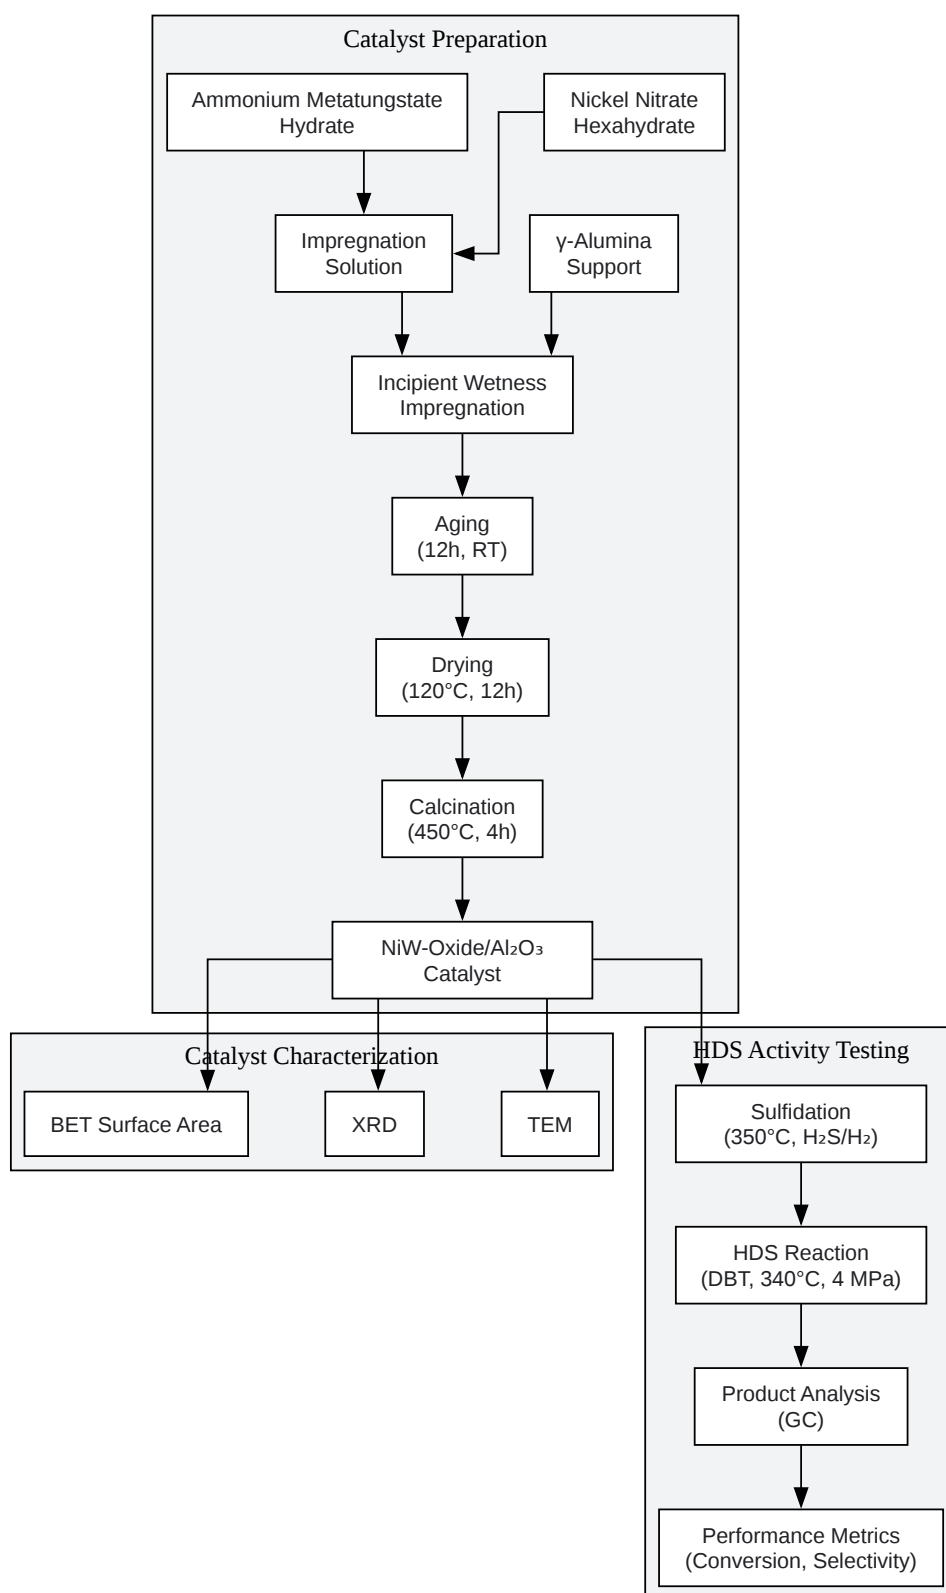 Catalyst Preparation
Ammonium Metatungstate
Hydrate
Nickel Nitrate
Hexahydrate
Impregnation
Solution
γ-Alumina
Support
Incipient Wetness
Impregnation
Aging
(12h, RT)
Drying
(120°C, 12h)
Calcination
(450°C, 4h)
NiW-Oxide/Al₂O₃
Catalyst
Catalyst Characterization
BET Surface Area
XRD
TEM
HDS Activity Testing
Sulfidation
(350°C, H₂S/H₂)
HDS Reaction
(DBT, 340°C, 4 MPa)
Product Analysis
(GC)
Performance Metrics
(Conversion, Selectivity)